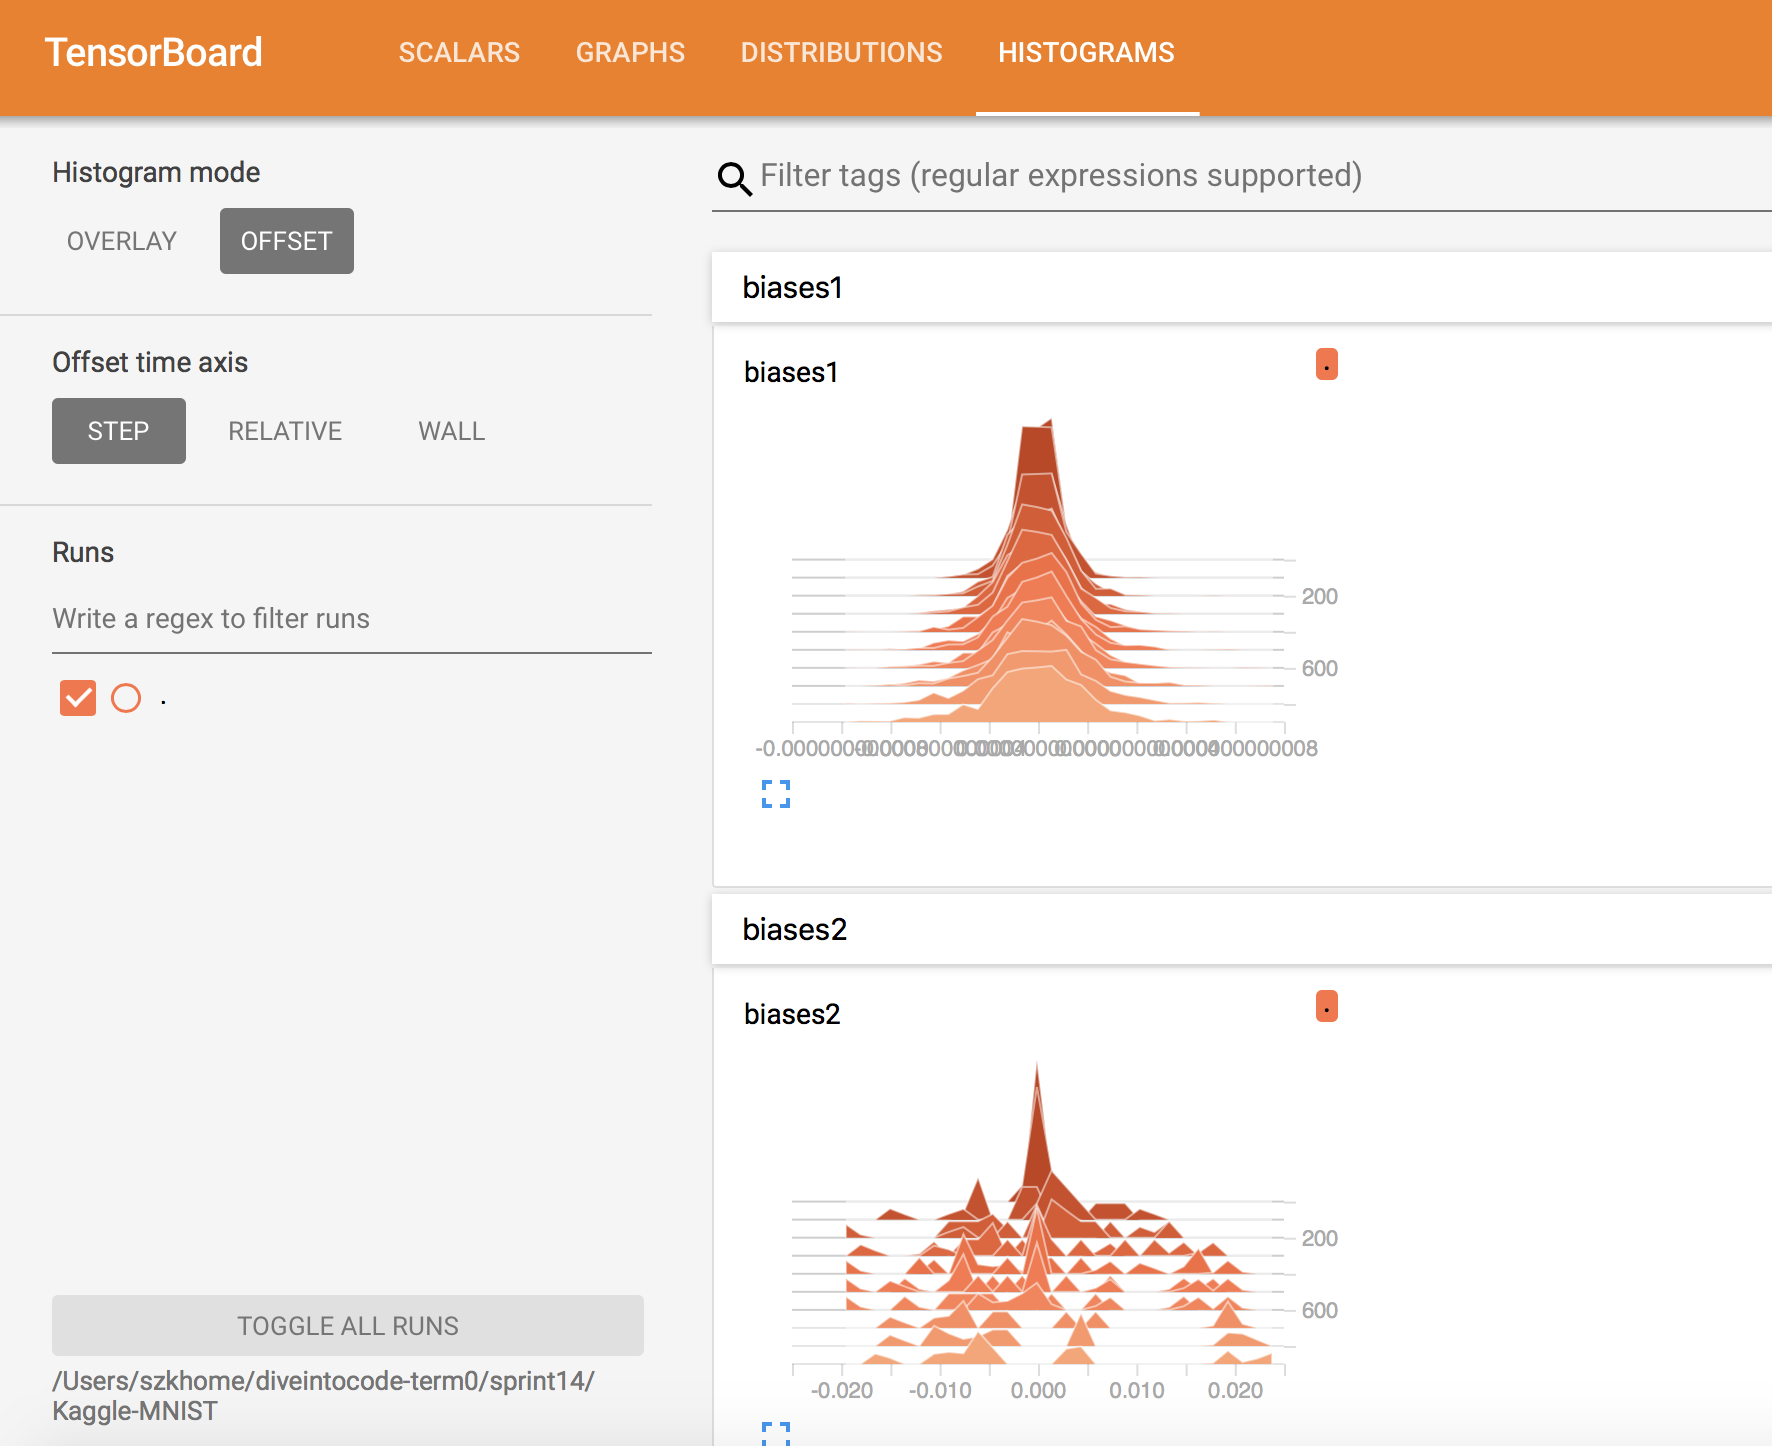 TensorBoard SCALARS GRAPHS DISTRIBUTIONS HISTOGRAMS
Histogram mode
OVERLAY OFFSET
Offset time axis
STEP RELATIVE WALL
Runs
Write a regex to filter runs
.
TOGGLE ALL RUNS
/Users/szkhome/diveintocode-term0/sprint14/
Kaggle-MNIST
Filter tags (regular expressions supported)
biases1
biases1
.
200
600
biases2
biases2
.
200
600
-0.020 -0.010 0.000 0.010 0.020